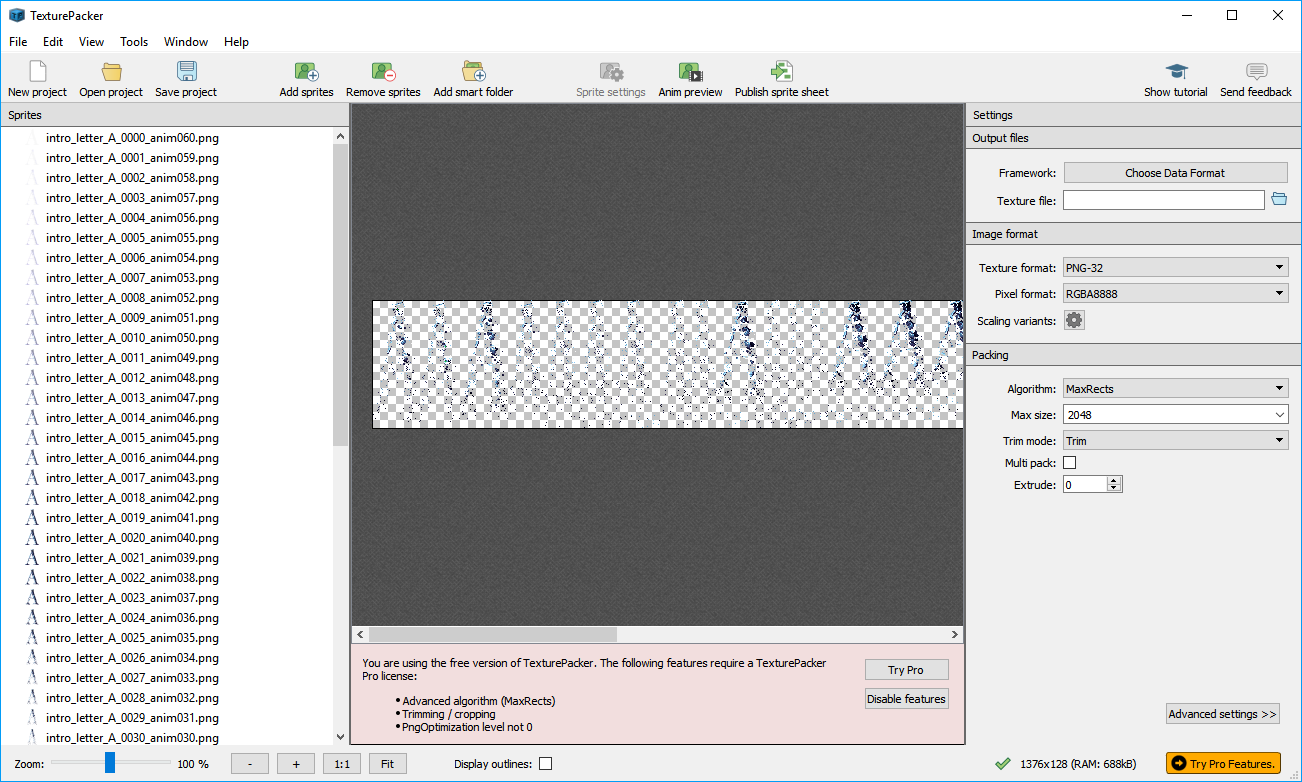 TexturePacker
File Edit View Tools Window Help
New project Open project Save project Add sprites Remove sprites Add smart folder Sprite settings Anim preview Publish sprite sheet Show tutorial Send feedback
Sprites
intro_letter_A_0000_anim060.png
intro_letter_A_0001_anim059.png
intro_letter_A_0002_anim058.png
intro_letter_A_0003_anim057.png
intro_letter_A_0004_anim056.png
intro_letter_A_0005_anim055.png
intro_letter_A_0006_anim054.png
intro_letter_A_0007_anim053.png
intro_letter_A_0008_anim052.png
intro_letter_A_0009_anim051.png
intro_letter_A_0010_anim050.png
intro_letter_A_0011_anim049.png
intro_letter_A_0012_anim048.png
intro_letter_A_0013_anim047.png
intro_letter_A_0014_anim046.png
intro_letter_A_0015_anim045.png
intro_letter_A_0016_anim044.png
intro_letter_A_0017_anim043.png
intro_letter_A_0018_anim042.png
intro_letter_A_0019_anim041.png
intro_letter_A_0020_anim040.png
intro_letter_A_0021_anim039.png
intro_letter_A_0022_anim038.png
intro_letter_A_0023_anim037.png
intro_letter_A_0024_anim036.png
intro_letter_A_0025_anim035.png
intro_letter_A_0026_anim034.png
intro_letter_A_0027_anim033.png
intro_letter_A_0028_anim032.png
intro_letter_A_0029_anim031.png
intro_letter_A_0030_anim030.png
You are using the free version of TexturePacker. The following features require a TexturePacker
Pro license:
• Advanced algorithm (MaxRects)
• Trimming / cropping
• PngOptimization level not 0
Try Pro
Disable features
Settings
Output files
Framework: Choose Data Format
Texture file:
Image format
Texture format: PNG-32
Pixel format: RGBA8888
Scaling variants:
Packing
Algorithm: MaxRects
Max size: 2048
Trim mode: Trim
Multi pack:
Extrude: 0
Advanced settings >>
Zoom: 100 % - + 1:1 Fit Display outlines: 1376x128 (RAM: 688kB) Try Pro Features.